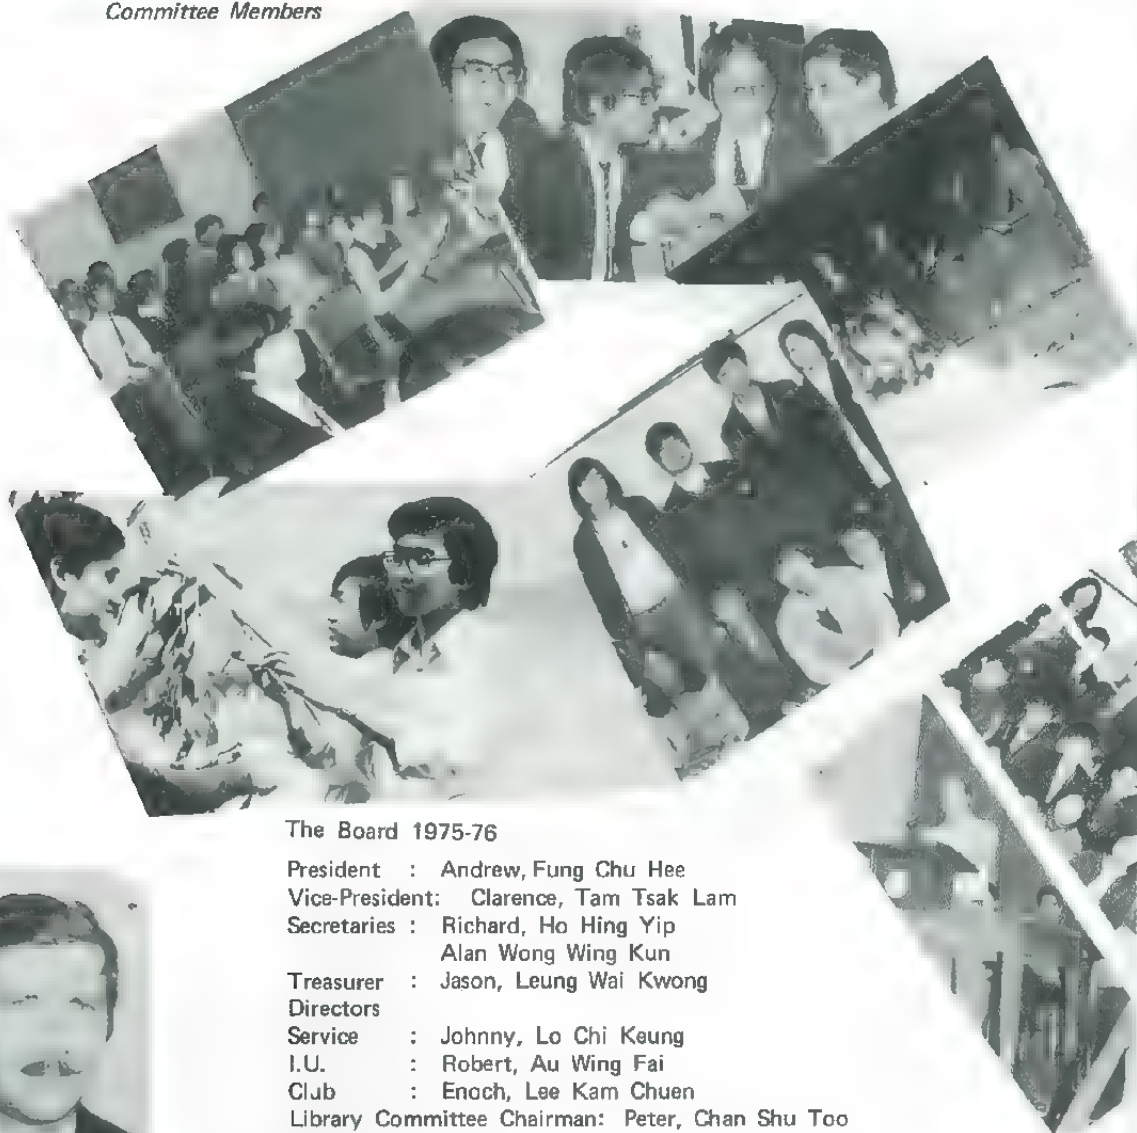 Committee Members
The Board 1975-76
President : Andrew, Fung Chu Hee
Vice-President: Clarence, Tam Tsak Lam
Secretaries : Richard, Ho Hing Yip
Alan Wong Wing Kun
Treasurer : Jason, Leung Wai Kwong
Directors
Service : Johnny, Lo Chi Keung
I.U. : Robert, Au Wing Fai
Club : Enoch, Lee Kam Chuen
Library Committee Chairman: Peter, Chan Shu Too